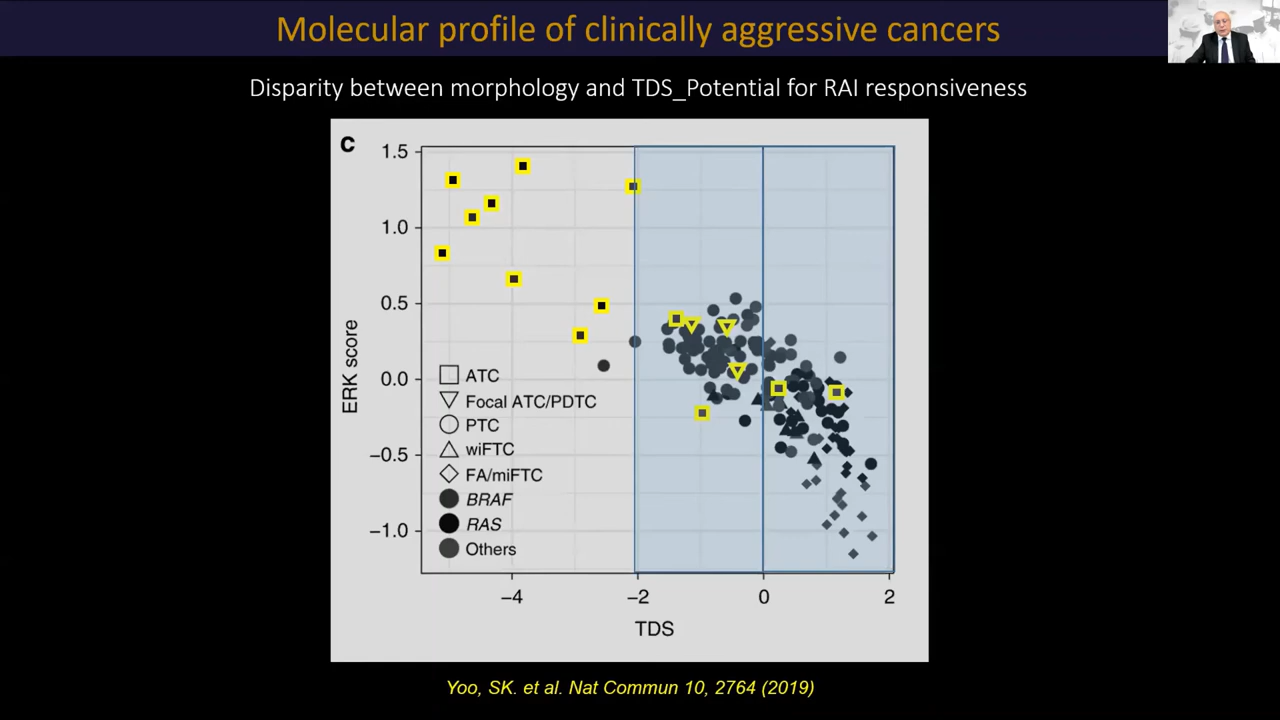 Molecular profile of clinically aggressive cancers
Disparity between morphology and TDS_Potential for RAI responsiveness
c
1.5
1.0
0.5
0.0
−0.5
−1.0
ERK score
ATC
Focal ATC/PDTC
PTC
wiFTC
FA/miFTC
BRAF
RAS
Others
−4 −2 0 2
TDS
Yoo, SK. et al. Nat Commun 10, 2764 (2019)